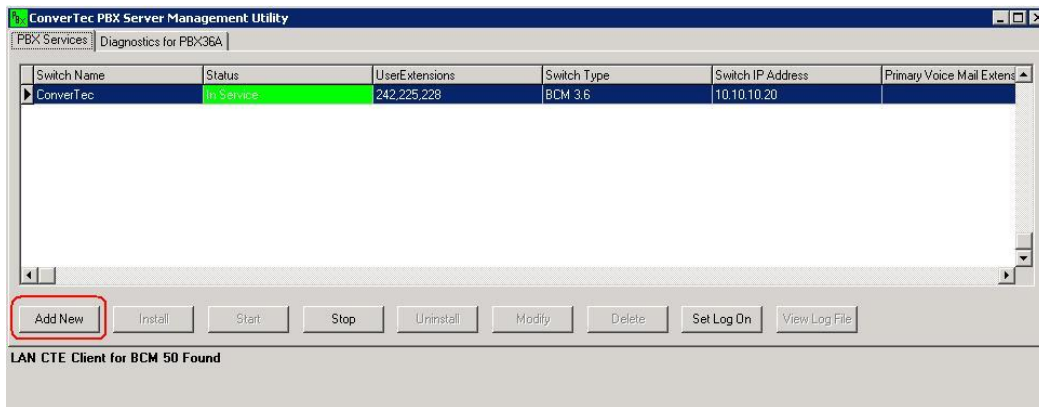 ConverTec PBX Server Management Utility
PBX Services Diagnostics for PBX36A
Switch Name Status UserExtensions Switch Type Switch IP Address Primary Voice Mail Extens
ConverTec In Service 242,225,228 BCM 3.6 10.10.10.20
Add New Install Start Stop Uninstall Modify Delete Set Log On View Log File
LAN CTE Client for BCM 50 Found